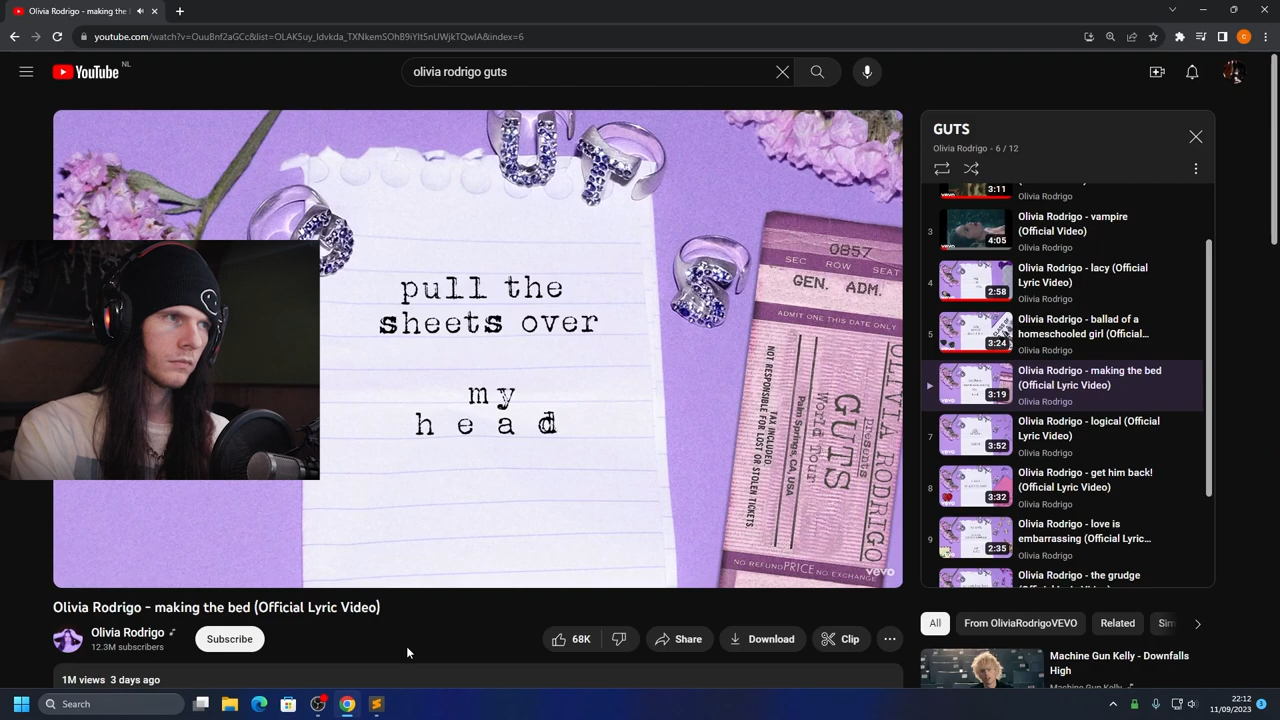 Olivia Rodrigo - making the
youtube.com/watch?v=OuuBnf2aGCc&list=OLAK5uy_ldvkda_TXNkemSOhB9iYlt5nUWjkTQwIA&index=6
YouTube NL
olivia rodrigo guts
pull the
sheets over
my
head
0857
SEC ROW SEAT
GEN. ADM.
ADMIT ONE THIS DATE ONLY
OLIVIA RODRIGO
Presents
GUTS
World Tour
Palm Springs, CA, USA
TAX INCLUDED.
NOT RESPONSIBLE FOR LOST OR STOLEN TICKETS.
NO REFUND PRICE NO EXCHANGE
vevo
GUTS
Olivia Rodrigo - 6 / 12
3:11
Olivia Rodrigo
3
4:05
Olivia Rodrigo - vampire
(Official Video)
Olivia Rodrigo
4
2:58
Olivia Rodrigo - lacy (Official
Lyric Video)
Olivia Rodrigo
5
3:24
Olivia Rodrigo - ballad of a
homeschooled girl (Official...
Olivia Rodrigo
3:19
Olivia Rodrigo - making the bed
(Official Lyric Video)
Olivia Rodrigo
7
3:52
Olivia Rodrigo - logical (Official
Lyric Video)
Olivia Rodrigo
8
3:32
Olivia Rodrigo - get him back!
(Official Lyric Video)
Olivia Rodrigo
9
2:35
Olivia Rodrigo - love is
embarrassing (Official Lyric...
Olivia Rodrigo
Olivia Rodrigo - the grudge
Olivia Rodrigo - making the bed (Official Lyric Video)
Olivia Rodrigo
12.3M subscribers
Subscribe
68K
Share
Download
Clip
1M views 3 days ago
All
From OliviaRodrigoVEVO
Related
Sim
Machine Gun Kelly - Downfalls
High
Machine Gun Kelly
Search
22:12
11/09/2023
3